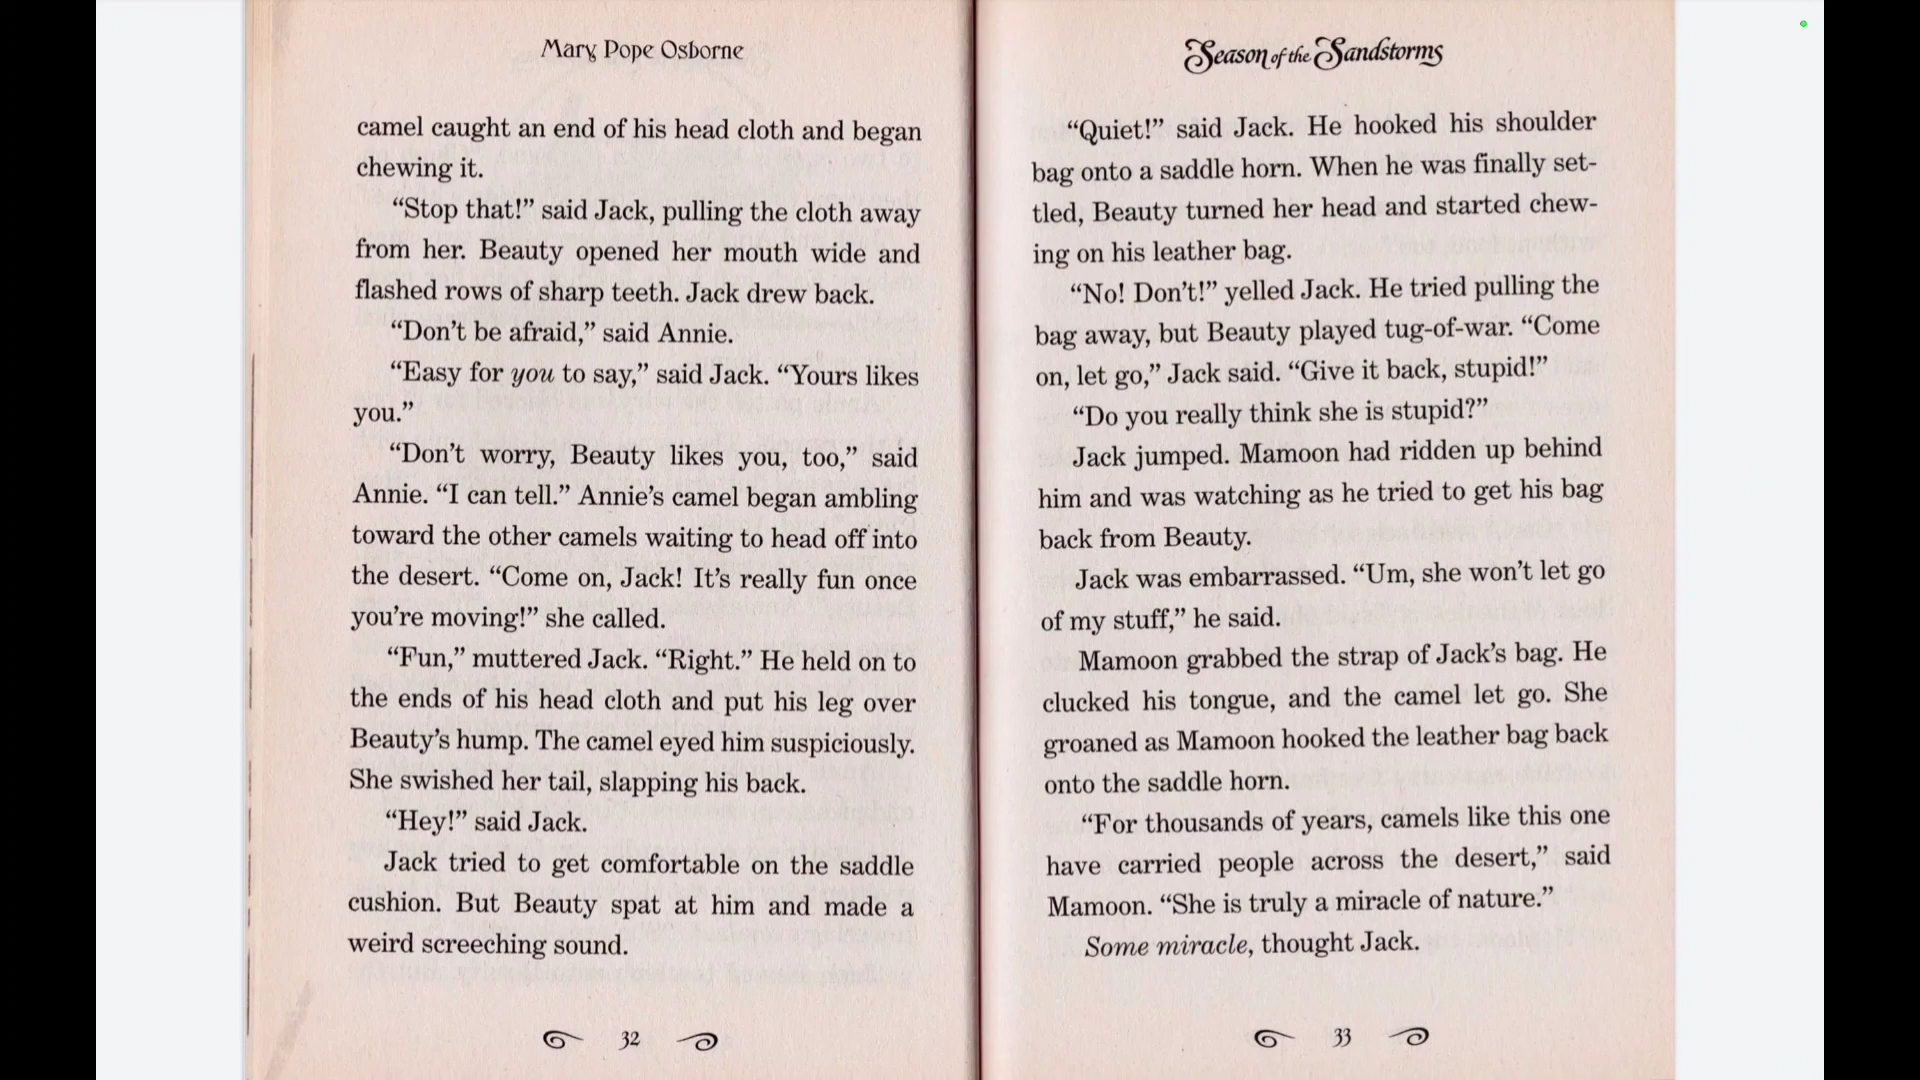 Mary Pope Osborne
camel caught an end of his head cloth and began
chewing it.
“Stop that!” said Jack, pulling the cloth away
from her. Beauty opened her mouth wide and
flashed rows of sharp teeth. Jack drew back.
“Don’t be afraid,” said Annie.
“Easy for you to say,” said Jack. “Yours likes
you.”
“Don’t worry, Beauty likes you, too,” said
Annie. “I can tell.” Annie’s camel began ambling
toward the other camels waiting to head off into
the desert. “Come on, Jack! It’s really fun once
you’re moving!” she called.
“Fun,” muttered Jack. “Right.” He held on to
the ends of his head cloth and put his leg over
Beauty’s hump. The camel eyed him suspiciously.
She swished her tail, slapping his back.
“Hey!” said Jack.
Jack tried to get comfortable on the saddle
cushion. But Beauty spat at him and made a
weird screeching sound.
32
Season of the Sandstorms
“Quiet!” said Jack. He hooked his shoulder
bag onto a saddle horn. When he was finally set-
tled, Beauty turned her head and started chew-
ing on his leather bag.
“No! Don’t!” yelled Jack. He tried pulling the
bag away, but Beauty played tug-of-war. “Come
on, let go,” Jack said. “Give it back, stupid!”
“Do you really think she is stupid?”
Jack jumped. Mamoon had ridden up behind
him and was watching as he tried to get his bag
back from Beauty.
Jack was embarrassed. “Um, she won’t let go
of my stuff,” he said.
Mamoon grabbed the strap of Jack’s bag. He
clucked his tongue, and the camel let go. She
groaned as Mamoon hooked the leather bag back
onto the saddle horn.
“For thousands of years, camels like this one
have carried people across the desert,” said
Mamoon. “She is truly a miracle of nature.”
Some miracle, thought Jack.
33